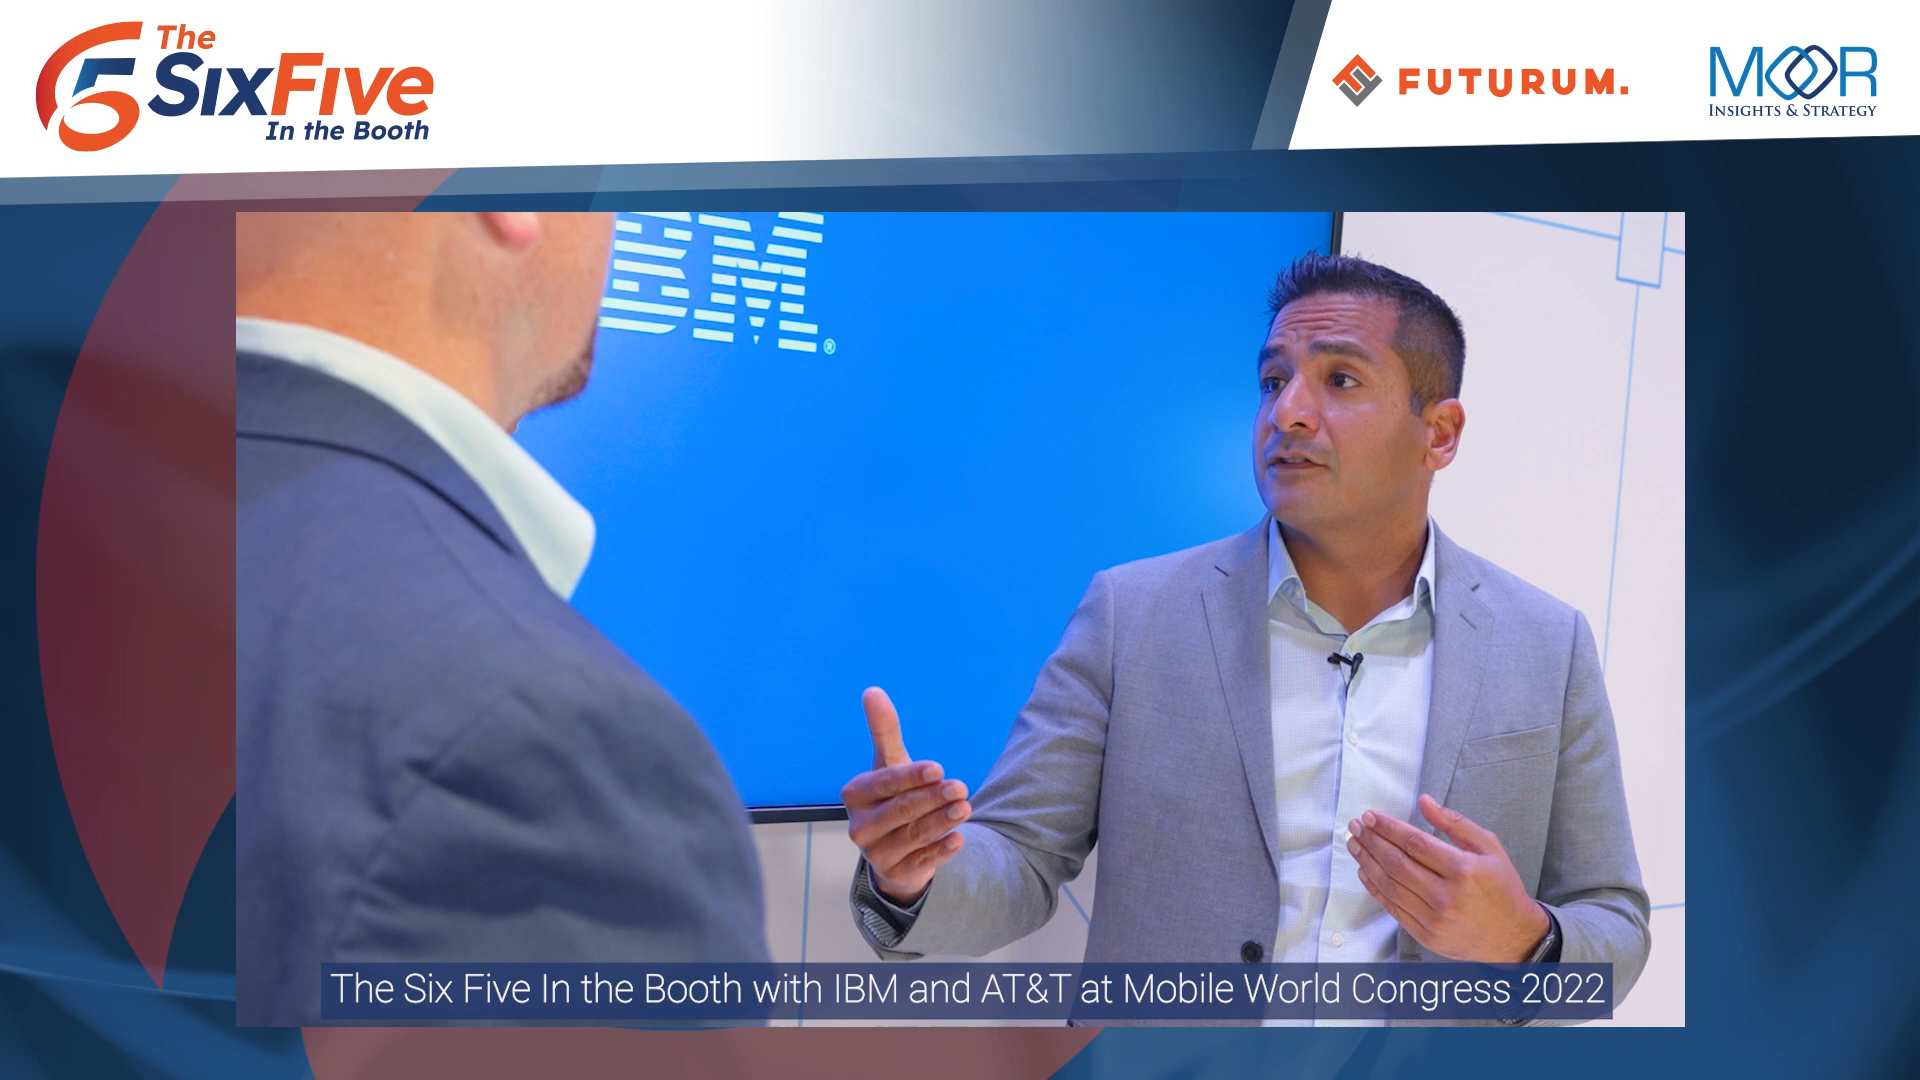 The
SixFive
In the Booth
FUTURUM.
MOOR
INSIGHTS & STRATEGY
IBM®
The Six Five In the Booth with IBM and AT&T at Mobile World Congress 2022